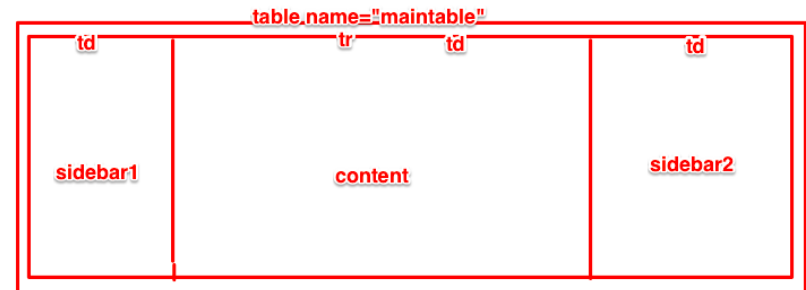 table name="maintable"
td tr td td
sidebar1 content sidebar2